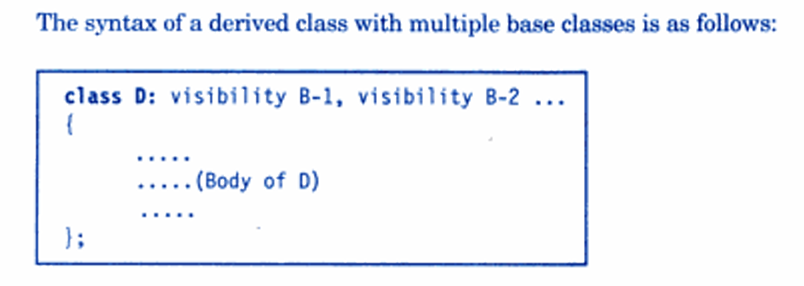 The syntax of a derived class with multiple base classes is as follows:
class D: visibility B-1, visibility B-2 ...
{
.....
.....(Body of D)
.....
};